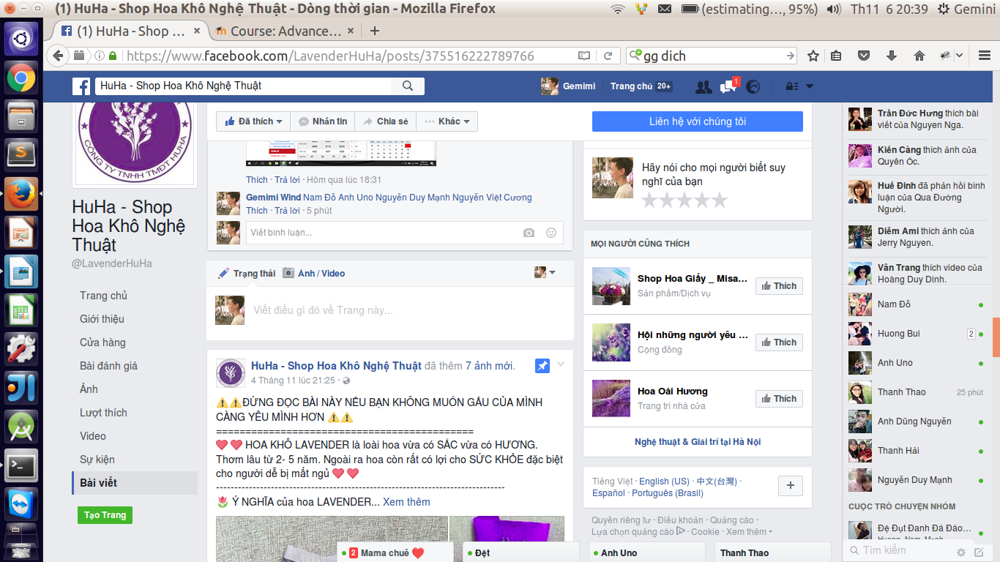 (1) HuHa - Shop Hoa Khô Nghệ Thuật - Dòng thời gian - Mozilla Firefox
(estimating..., 95%)
Th11 6 20:39
Gemini
(1) HuHa - Shop ...
Course: Advance...
https://www.facebook.com/LavenderHuHa/posts/375516222789766
gg dich
HuHa - Shop Hoa Khô Nghệ Thuật
Gemimi
Trang chủ 20+
1
CÔNG TY TNHH TMĐT HUHA
HuHa - Shop
Hoa Khô Nghệ
Thuật
@LavenderHuHa
Trang chủ
Giới thiệu
Cửa hàng
Bài đánh giá
Ảnh
Lượt thích
Video
Sự kiện
Bài viết
Tạo Trang
Đã thích
Nhắn tin
Chia sẻ
Khác
Thích · Trả lời · Hôm qua lúc 18:31
Gemimi Wind Nam Đỗ Anh Uno Nguyễn Duy Mạnh Nguyễn Việt Cương
Thích · Trả lời · 5 phút
Viết bình luận...
Trạng thái
Ảnh / Video
Viết điều gì đó về Trang này...
HuHa - Shop Hoa Khô Nghệ Thuật đã thêm 7 ảnh mới.
4 Tháng 11 lúc 21:25 ·
⚠⚠ĐỪNG ĐỌC BÀI NÀY NẾU BẠN KHÔNG MUỐN GẤU CỦA MÌNH
CÀNG YÊU MÌNH HƠN ⚠⚠
============================================
❤ ❤ HOA KHÔ LAVENDER là loài hoa vừa có SẮC vừa có HƯƠNG.
Thơm lâu từ 2- 5 năm. Ngoài ra hoa còn rất có lợi cho SỨC KHỎE đặc biệt
cho người dễ bị mất ngủ ❤ ❤
-------------------------------------------------------------------------------
🌷 Ý NGHĨA của hoa LAVENDER... Xem thêm
Liên hệ với chúng tôi
Hãy nói cho mọi người biết suy
nghĩ của bạn
MỌI NGƯỜI CŨNG THÍCH
Shop Hoa Giấy _ Misa...
Sản phẩm/Dịch vụ
Thích
Hội những người yêu ...
Cộng đồng
Thích
Hoa Oải Hương
Trang trí nhà cửa
Thích
Nghệ thuật & Giải trí tại Hà Nội
Tiếng Việt · English (US) · 中文(台灣) ·
Español · Português (Brasil)
Quyền riêng tư · Điều khoản · Quảng cáo ·
Lựa chọn quảng cáo · Cookie · Xem thêm
Trần Đức Hưng thích bài
viết của Nguyen Nga.
Kiến Càng thích ảnh của
Quyên Ốc.
Huế Đinh đã phản hồi bình
luận của Qua Đường
Người.
Diễm Ami thích ảnh của
Jerry Nguyen.
Vân Trang thích video của
Hoàng Duy Dinh.
Nam Đỗ
Huong Bui 2
Anh Uno
Thanh Thao 25 phút
Anh Dũng Nguyễn
Thanh Hải
Nguyễn Duy Mạnh
CUỘC TRÒ CHUYỆN NHÓM
Đệ Đụt Đanh Đá Đảo...
Huong, Nam, Mạnh
Tìm kiếm
2 Mama chuê ❤
Đệt
Anh Uno
Thanh Thao